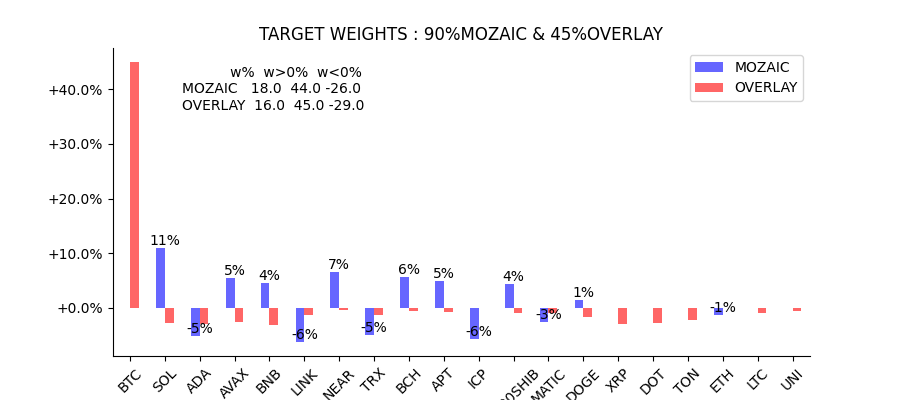 TARGET WEIGHTS : 90%MOZAIC & 45%OVERLAY
w% w>0% w<0%
MOZAIC 18.0 44.0 -26.0
OVERLAY 16.0 45.0 -29.0
MOZAIC
OVERLAY
+40.0%
+30.0%
+20.0%
+10.0%
+0.0%
11%
-5%
5%
4%
-6%
7%
-5%
6%
5%
-6%
4%
-3%
1%
-1%
BTC
SOL
ADA
AVAX
BNB
LINK
NEAR
TRX
BCH
APT
ICP
0SHIB
MATIC
DOGE
XRP
DOT
TON
ETH
LTC
UNI